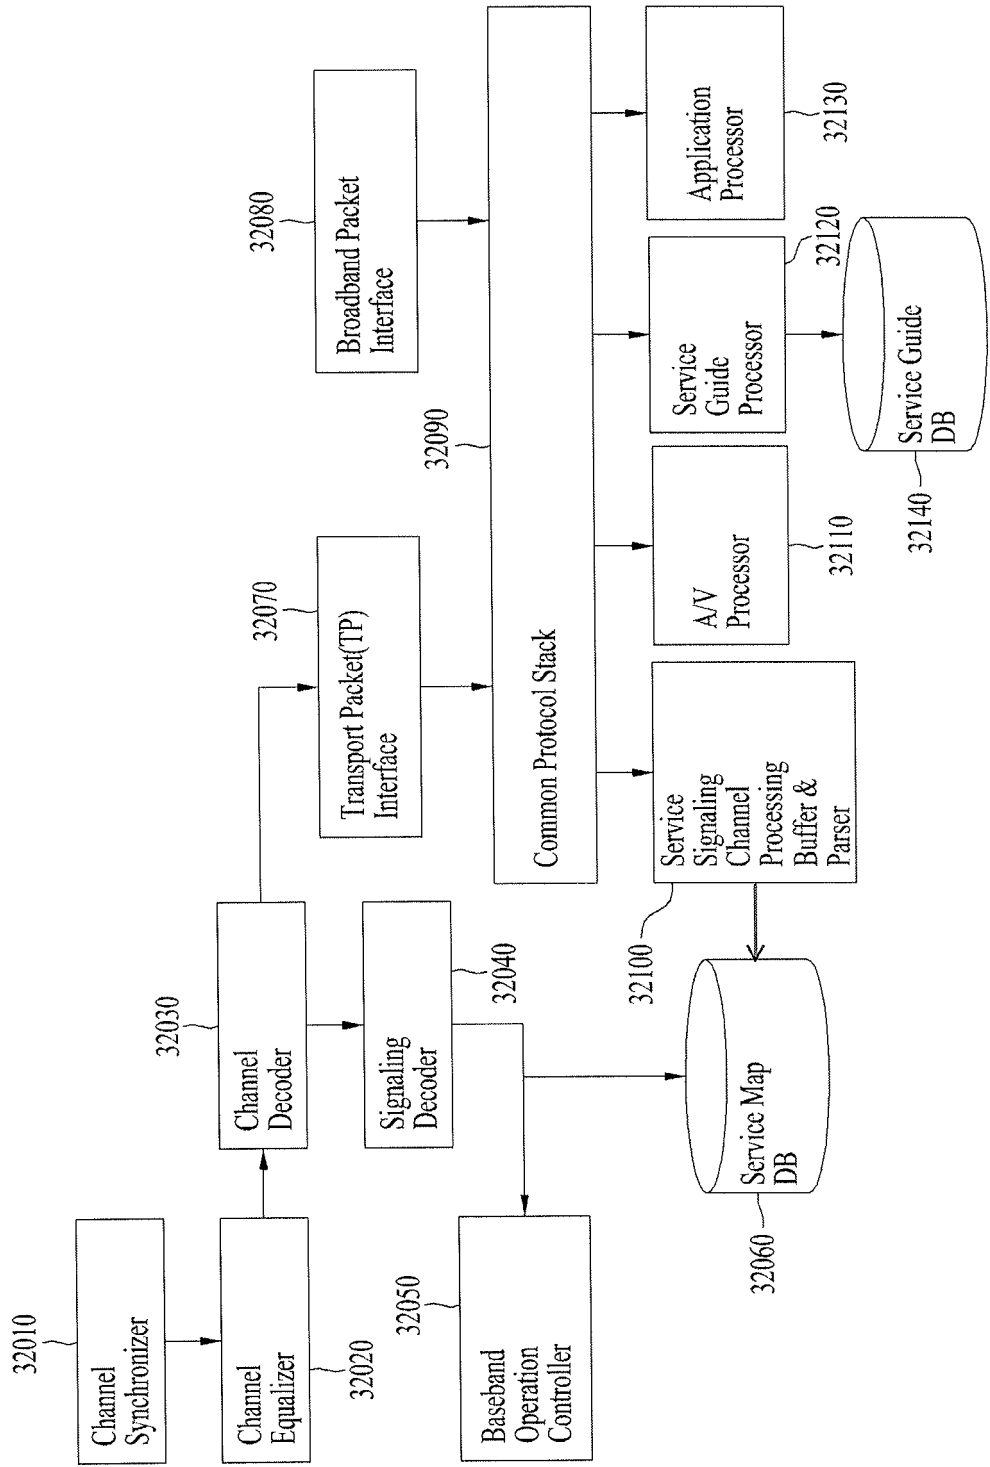 32010
Channel
Synchronizer
Channel
Equalizer
32020
32030
Channel
Decoder
Signaling
Decoder
32040
32050
Baseband
Operation
Controller
Service Map
DB
32060
32070
Transport Packet(TP)
Interface
32080
Broadband Packet
Interface
32090
Common Protocol Stack
32100
Service
Signaling
Channel
Processing
Buffer &
Parser
A/V
Processor
32110
Service
Guide
Processor
32120
Application
Processor
32130
Service Guide
DB
32140